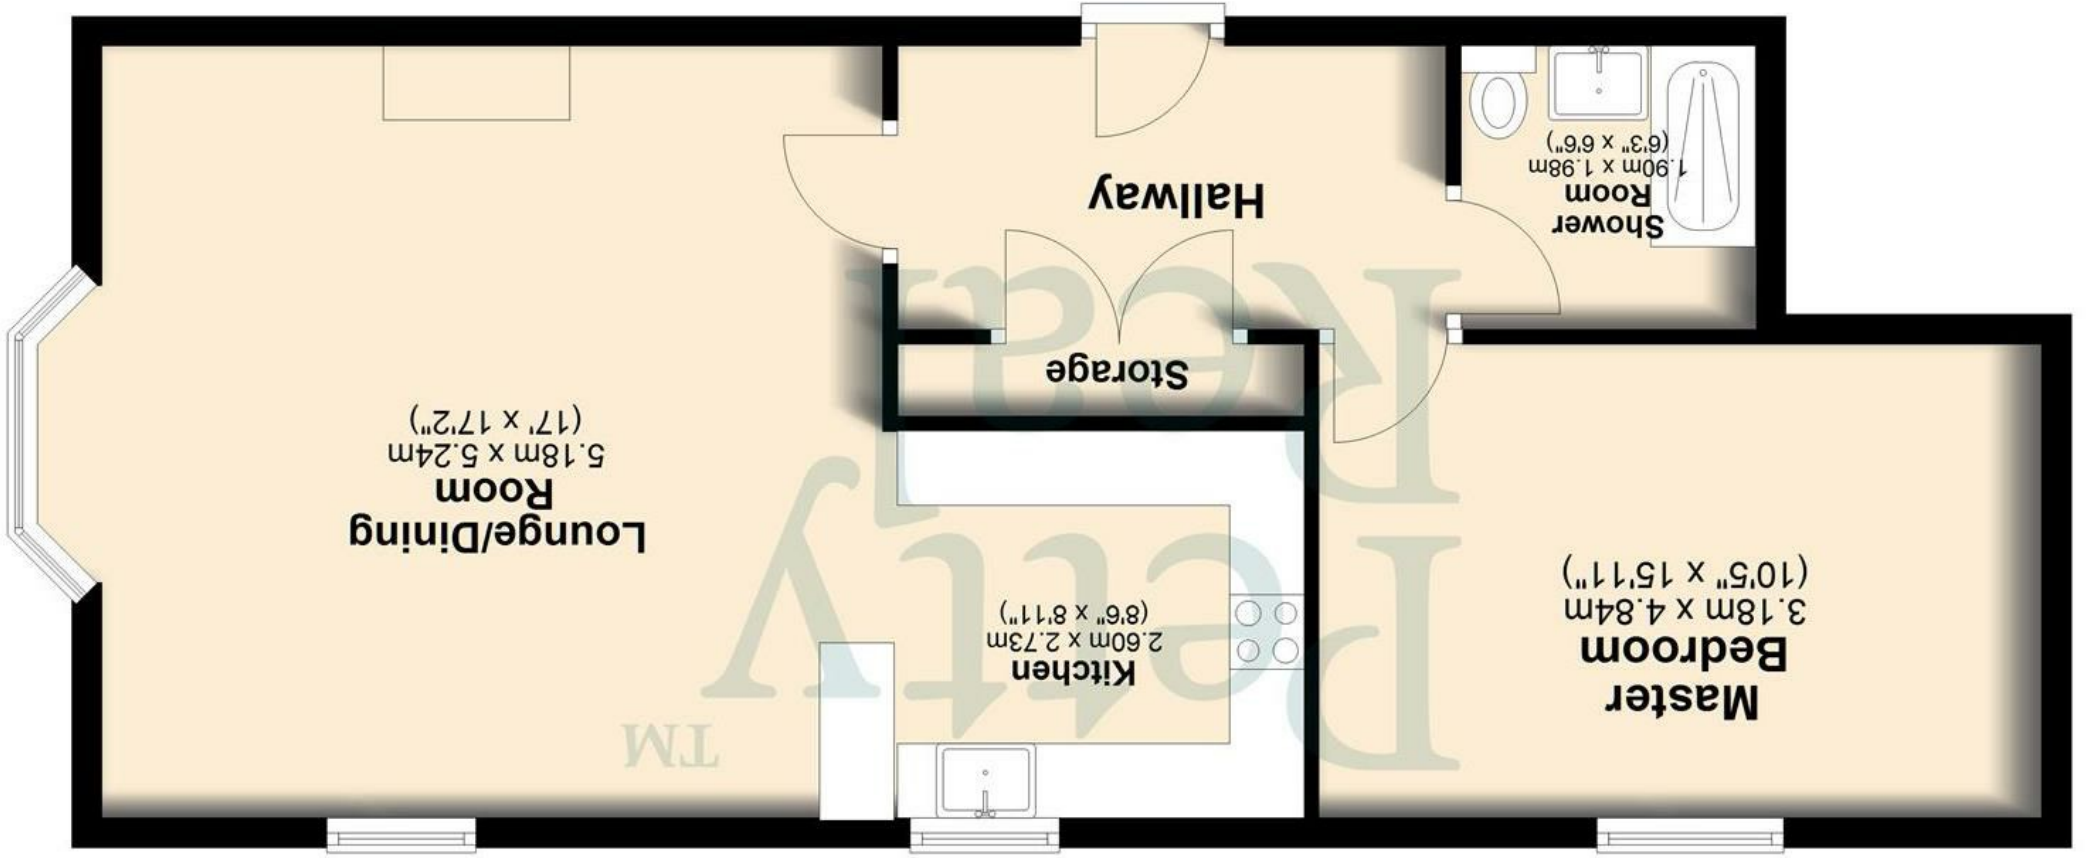 Master
Bedroom
3.18m x 4.84m
(10'5" x 15'11")
Kitchen
2.60m x 2.73m
(8'6" x 8'11")
Lounge/Dining
Room
5.18m x 5.24m
(17' x 17'2")
Storage
Hallway
Shower
Room
1.90m x 1.98m
(6'3" x 6'6")
Petty
Real
TM